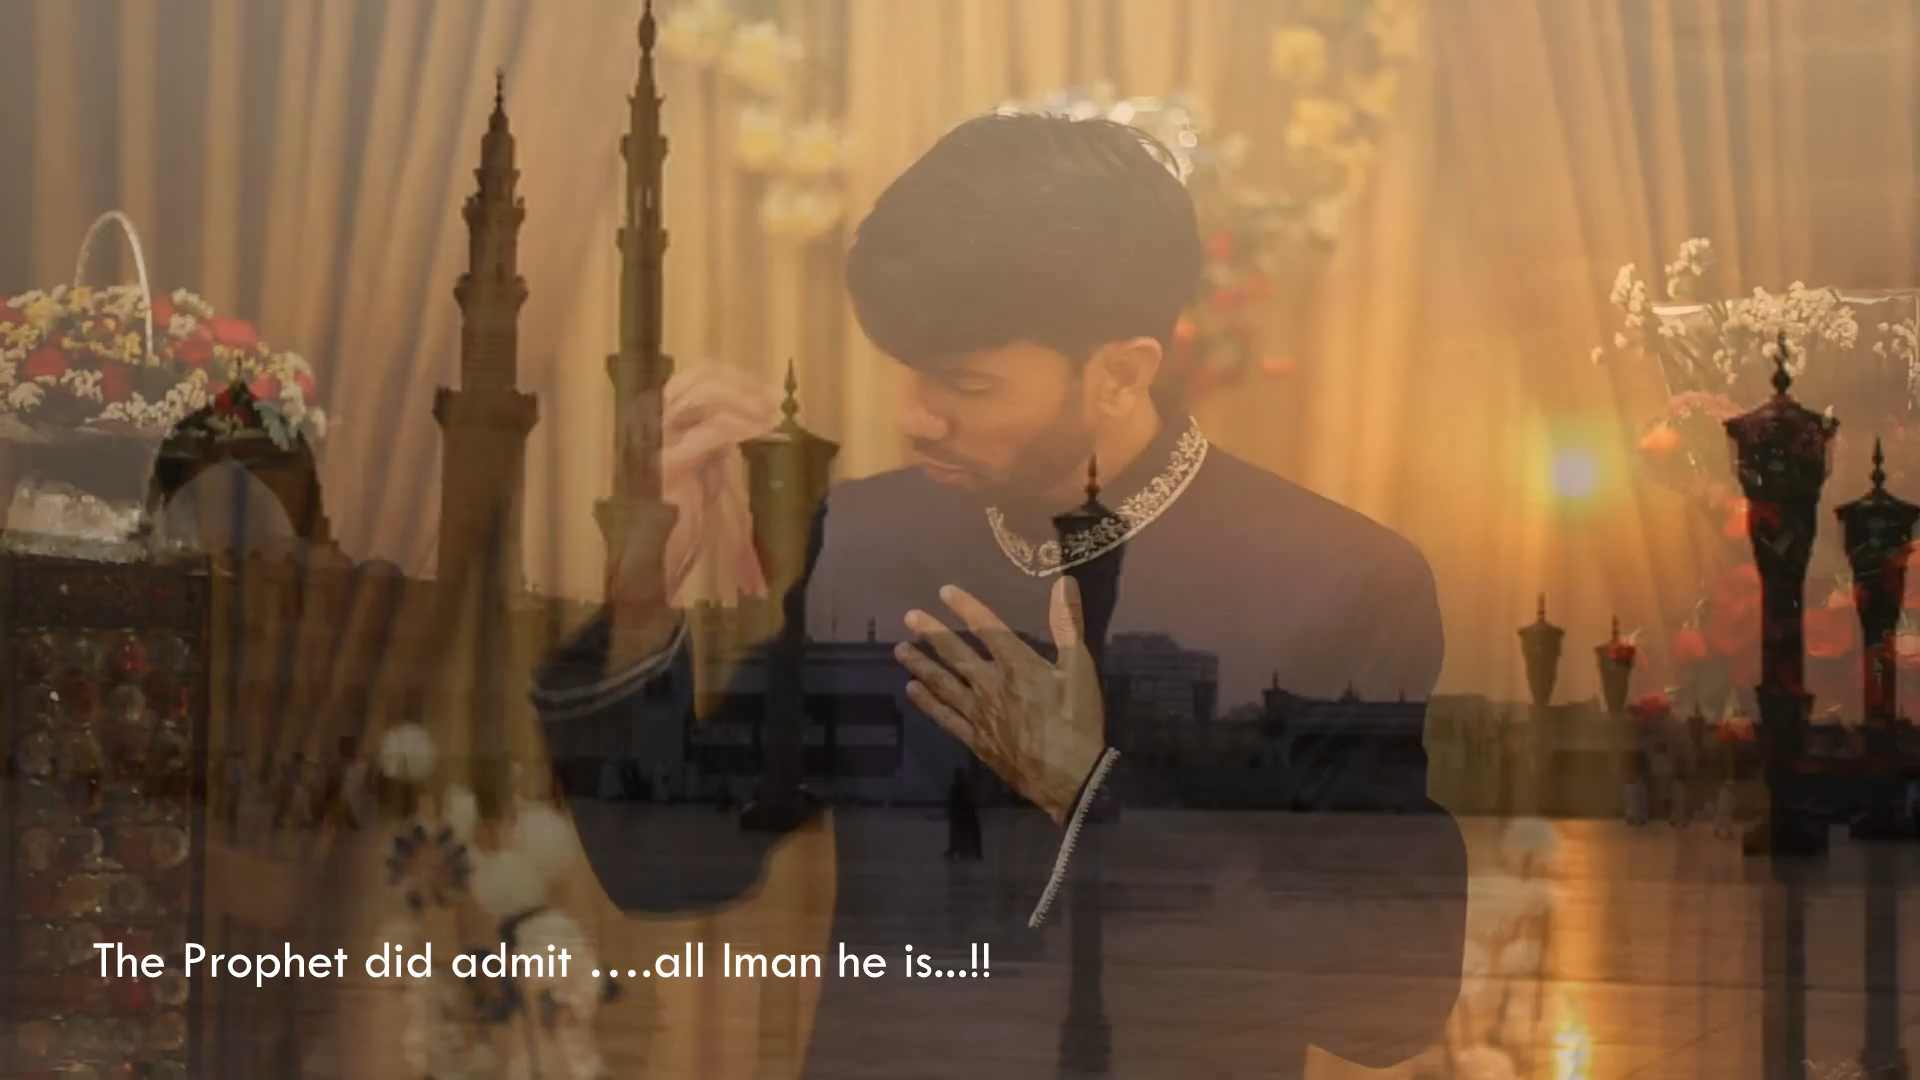 The Prophet did admit ….all Iman he is...!!